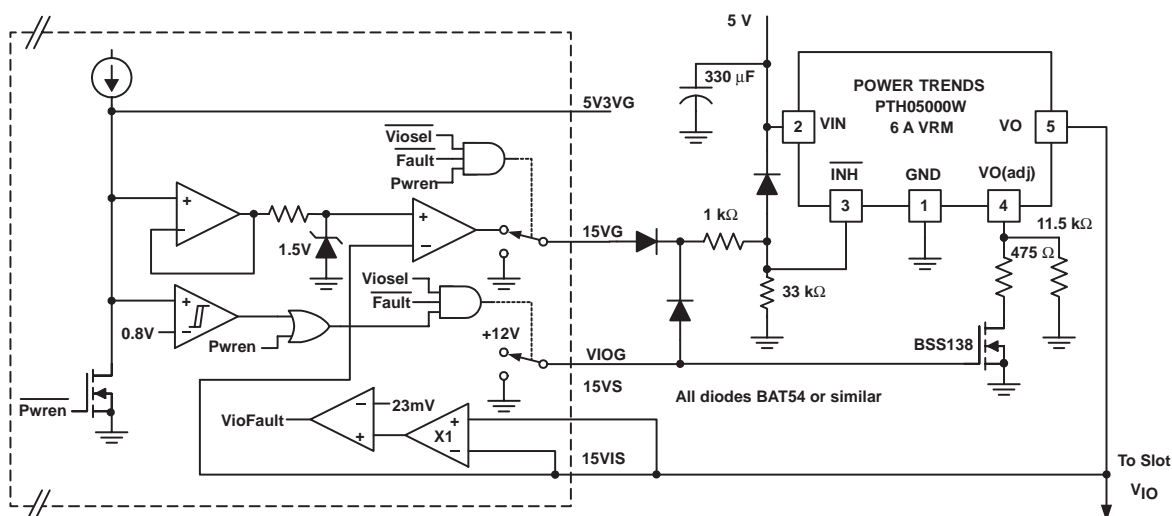 5 V
330 µF
POWER TRENDS
PTH05000W
6 A VRM
2
VIN
VO
5
INH
GND
VO(adj)
3
1
4
5V3VG
Viosel
Fault
Pwren
+
−
1.5V
+
−
15VG
1 kΩ
11.5 kΩ
475 Ω
33 kΩ
Viosel
Fault
+
−
0.8V
Pwren
+12V
VIOG
BSS138
15VS
All diodes BAT54 or similar
Pwren
VioFault
−
23mV
+
X1
+
−
15VIS
To Slot
VIO